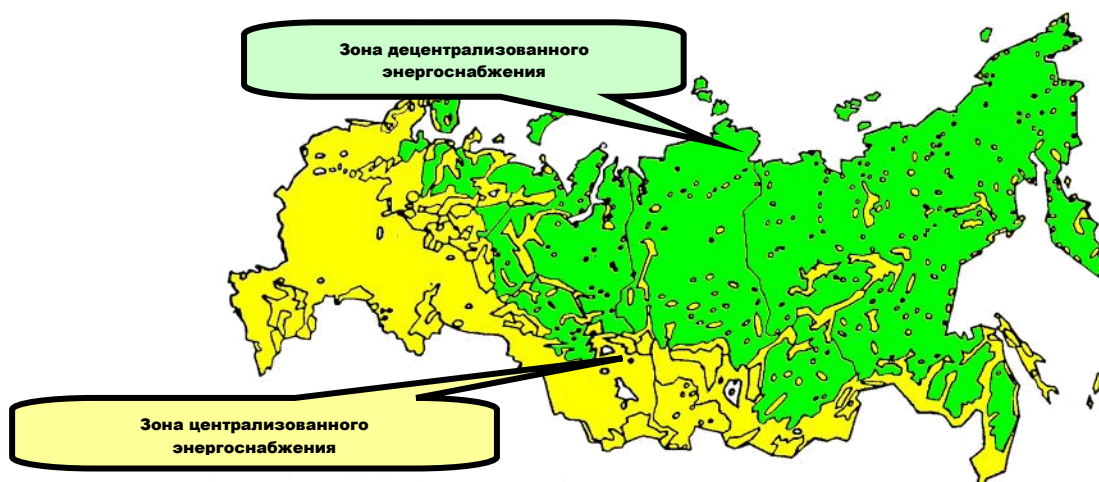 Зона децентрализованного
энергоснабжения
Зона централизованного
энергоснабжения